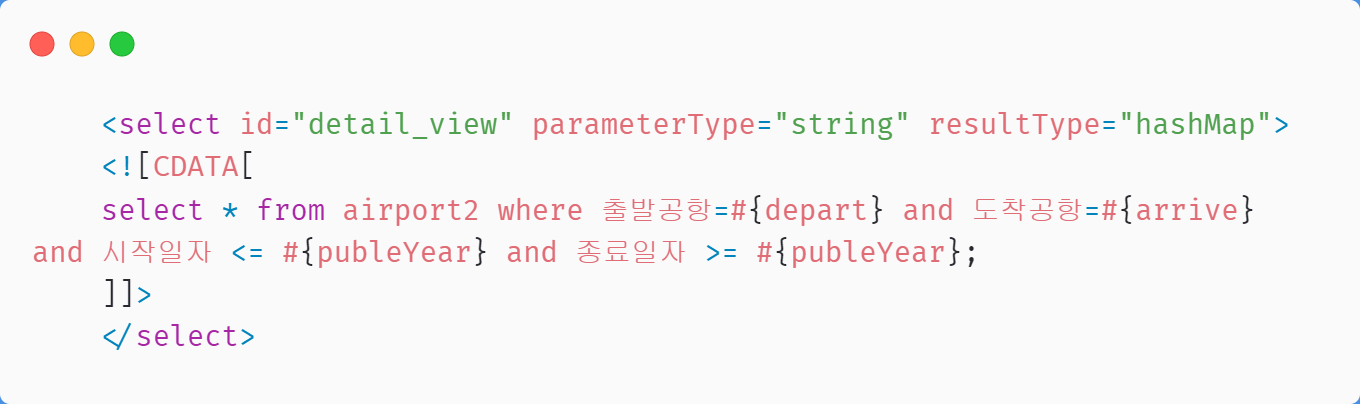 <select id="detail_view" parameterType="string" resultType="hashMap">
<![CDATA[
select * from airport2 where 출발공항=#{depart} and 도착공항=#{arrive}
and 시작일자 <= #{publeYear} and 종료일자 >= #{publeYear};
]]>
</select>